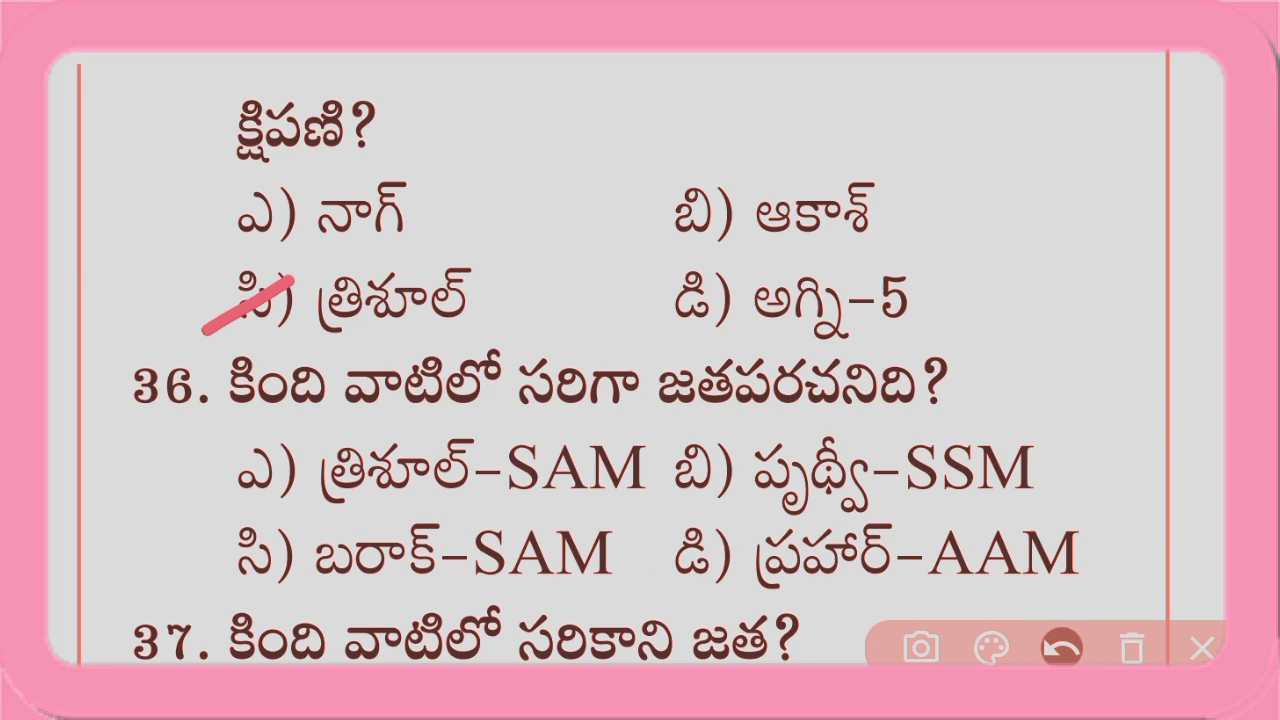 క్షిపణి?
ఎ) నాగ్ బి) ఆకాశ్
సి) త్రిశూల్ డి) అగ్ని-5
36. కింది వాటిలో సరిగా జతపరచనిది?
ఎ) త్రిశూల్-SAM బి) పృథ్వీ-SSM
సి) బరాక్-SAM డి) ప్రహార్-AAM
37. కింది వాటిలో సరికాని జత?